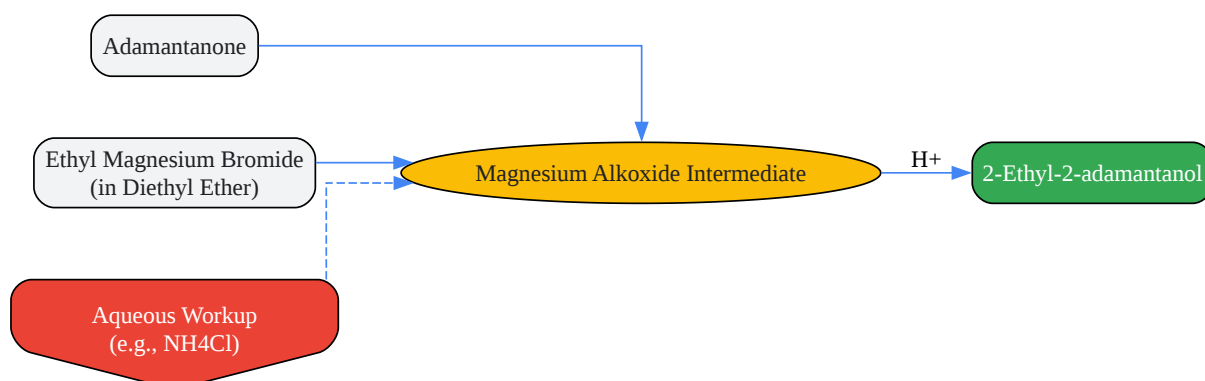 Adamantanone
Ethyl Magnesium Bromide
(in Diethyl Ether)
Magnesium Alkoxide Intermediate
H+
2-Ethyl-2-adamantanol
Aqueous Workup
(e.g., NH4Cl)